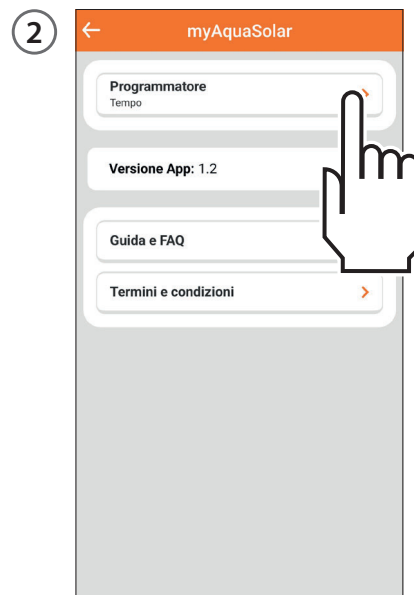 2
myAquaSolar
Programmatore
Tempo
Versione App: 1.2
Guida e FAQ
Termini e condizioni